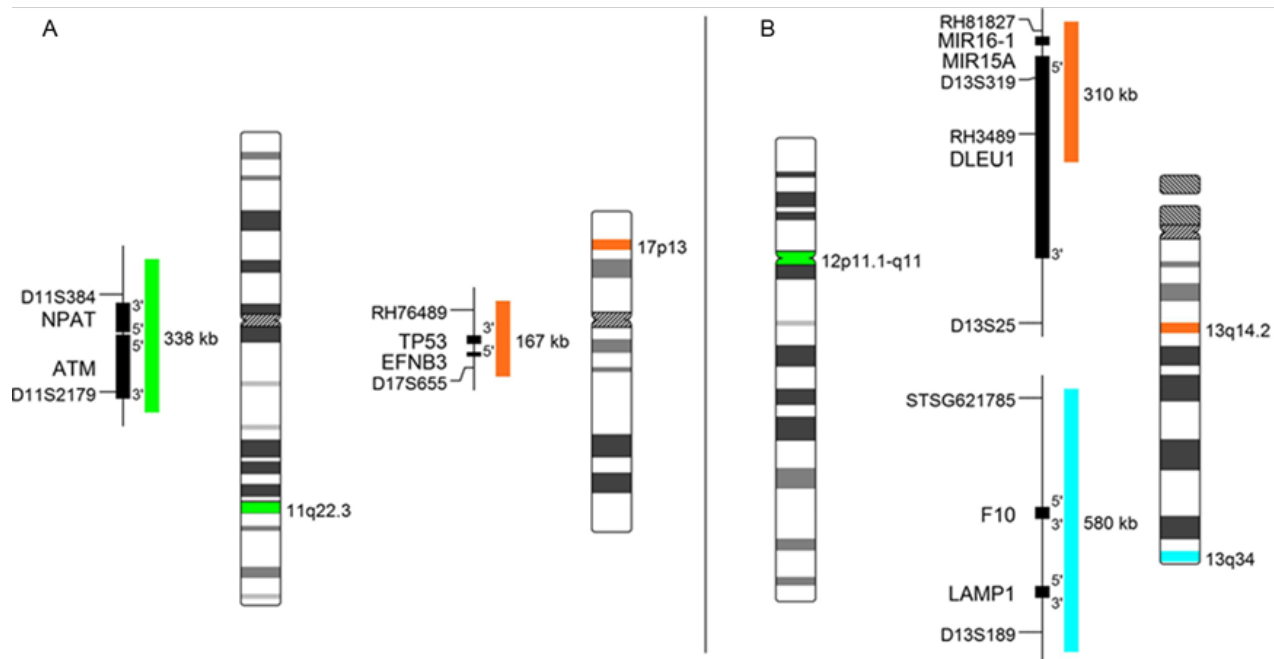 A
D11S384
NPAT
ATM
D11S2179
3'
5'
5'
3'
338 kb
11q22.3
RH76489
TP53
EFNB3
D17S655
3'
5'
167 kb
17p13
B
12p11.1-q11
RH81827
MIR16-1
MIR15A
D13S319
RH3489
DLEU1
D13S25
5'
3'
310 kb
13q14.2
STSG621785
F10
LAMP1
D13S189
5'
3'
5'
3'
580 kb
13q34